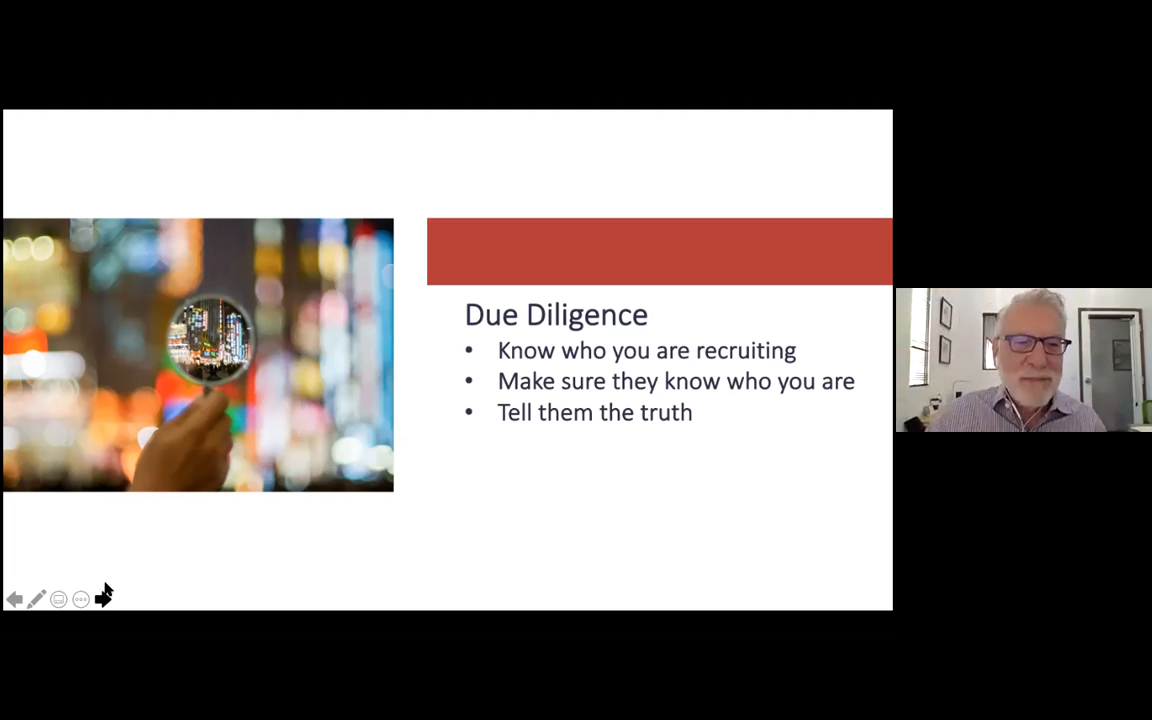 Due Diligence
• Know who you are recruiting
• Make sure they know who you are
• Tell them the truth